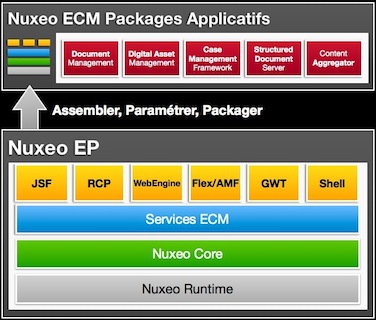 Nuxeo ECM Packages Applicatifs
Document
Management
Digital Asset
Management
Case
Management
Framework
Structured
Document
Server
Content
Aggregator
Assembler, Paramétrer, Packager
Nuxeo EP
JSF
RCP
WebEngine
Flex/AMF
GWT
Shell
Services ECM
Nuxeo Core
Nuxeo Runtime